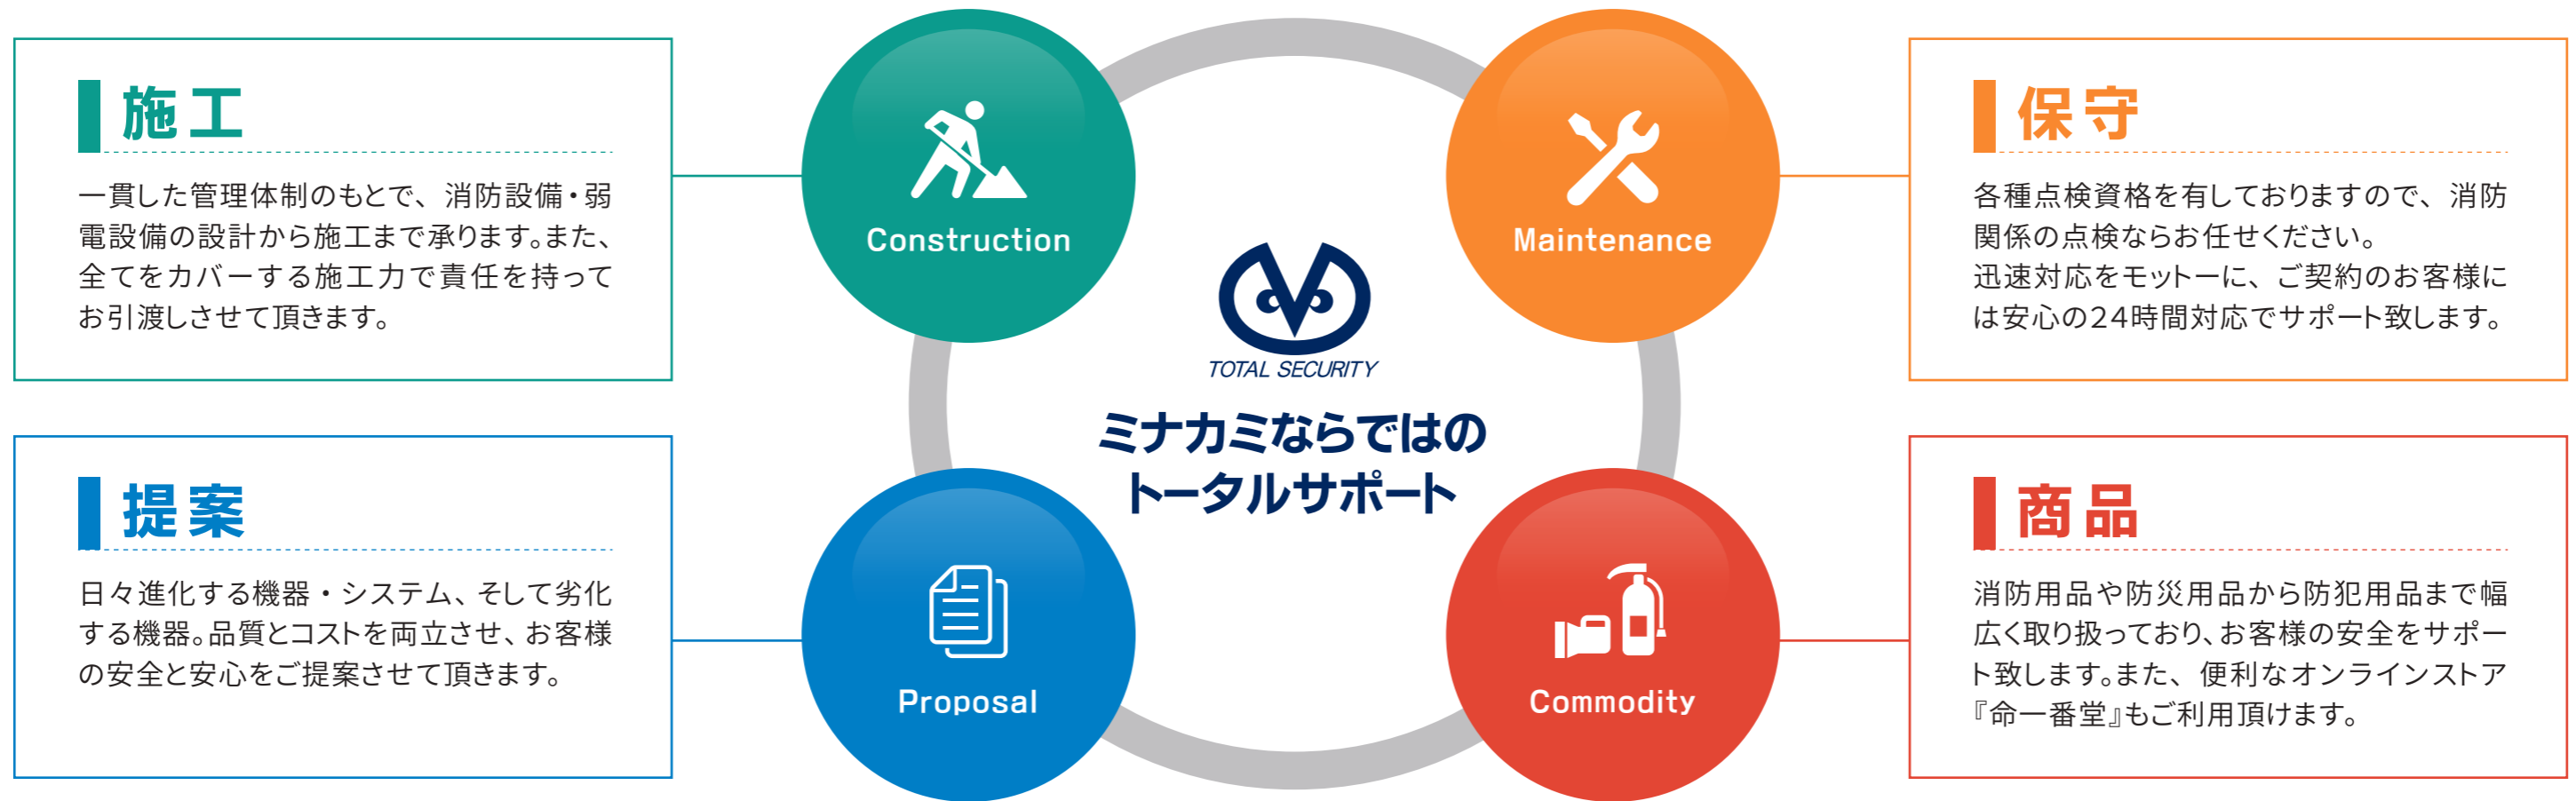 施工
一貫した管理体制のもとで、消防設備・弱
電設備の設計から施工まで承ります。また、
全てをカバーする施工力で責任を持って
お引渡しさせて頂きます。
Construction
Maintenance
保守
各種点検資格を有しておりますので、消防
関係の点検ならお任せください。
迅速対応をモットーに、ご契約のお客様に
は安心の24時間対応でサポート致します。
TOTAL SECURITY
ミナカミならではの
トータルサポート
提案
日々進化する機器・システム、そして劣化
する機器。品質とコストを両立させ、お客様
の安全と安心をご提案させて頂きます。
Proposal
Commodity
商品
消防用品や防災用品から防犯用品まで幅
広く取り扱っており、お客様の安全をサポー
ト致します。また、便利なオンラインストア
『命一番堂』もご利用頂けます。